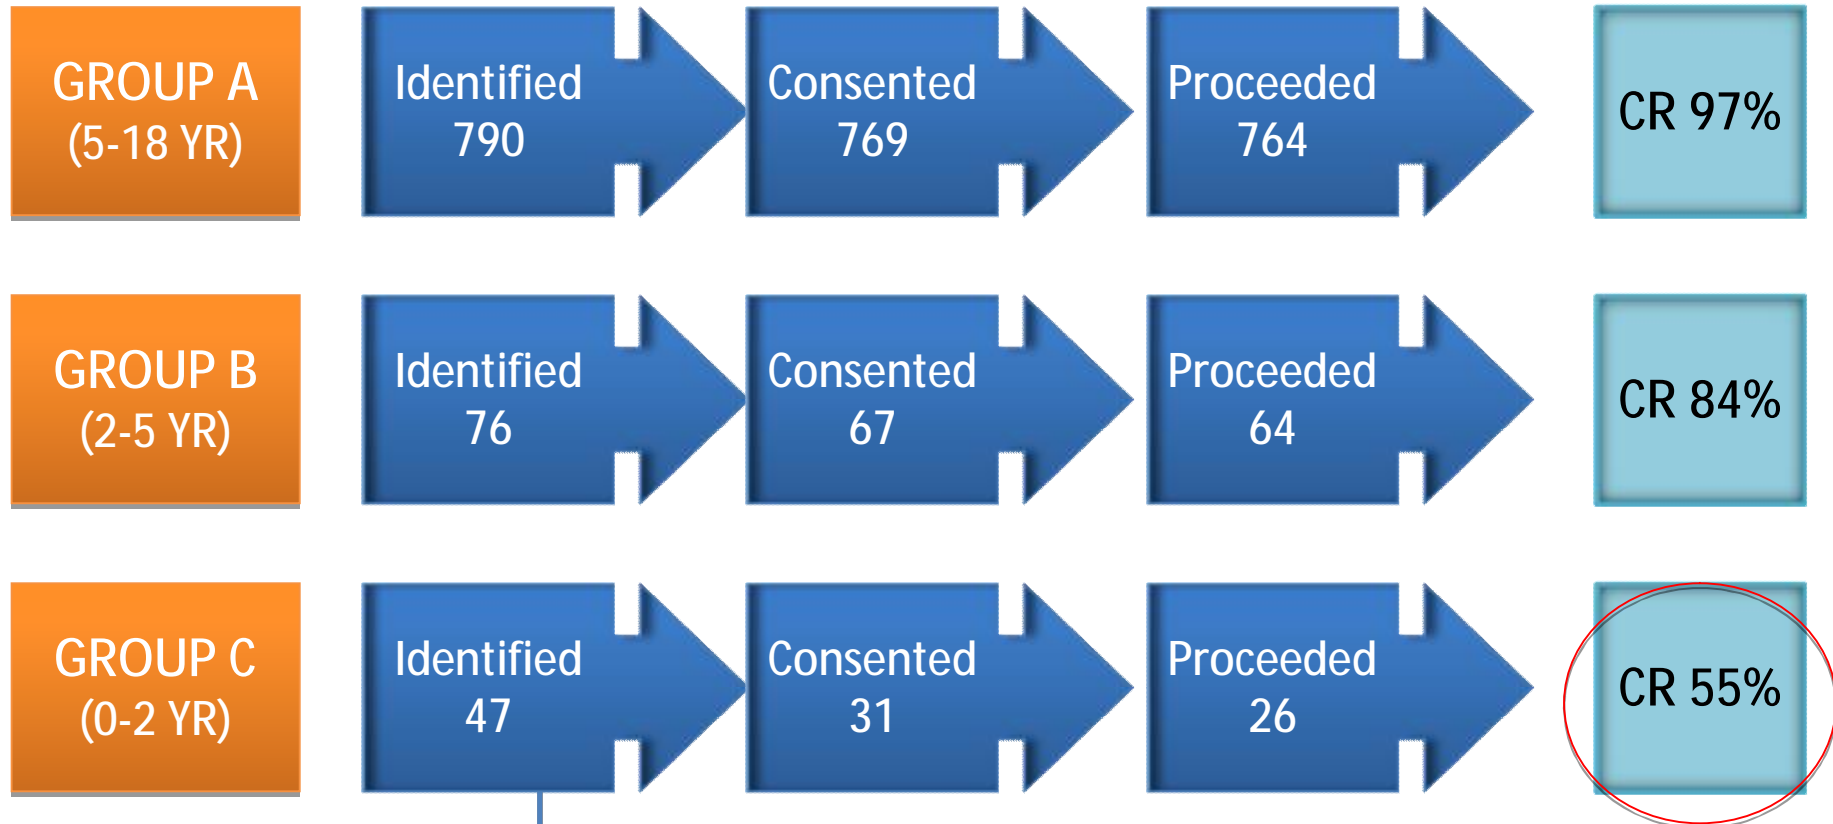 GROUP A
(5-18 YR)
Identified
790
Consented
769
Proceeded
764
CR 97%
GROUP B
(2-5 YR)
Identified
76
Consented
67
Proceeded
64
CR 84%
GROUP C
(0-2 YR)
Identified
47
Consented
31
Proceeded
26
CR 55%